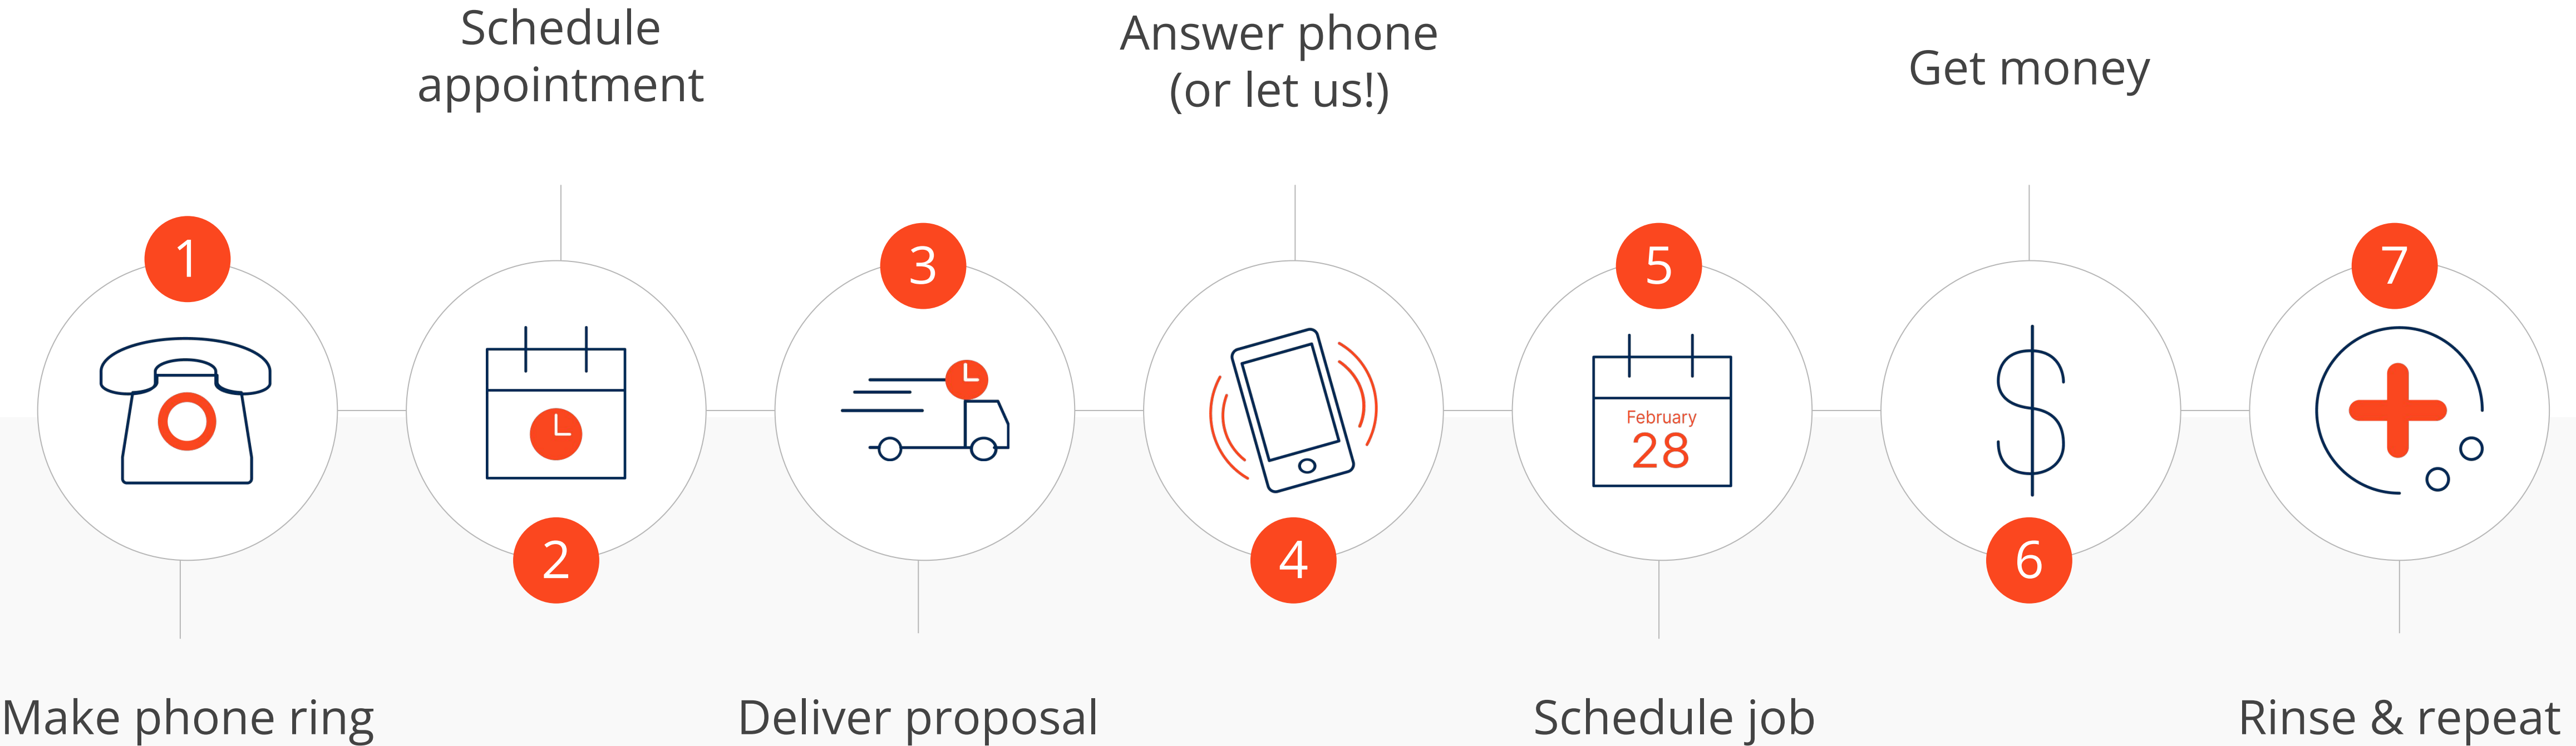 1
Make phone ring
Schedule
appointment
2
3
Deliver proposal
Answer phone
(or let us!)
4
5
February
28
Schedule job
Get money
6
7
Rinse & repeat